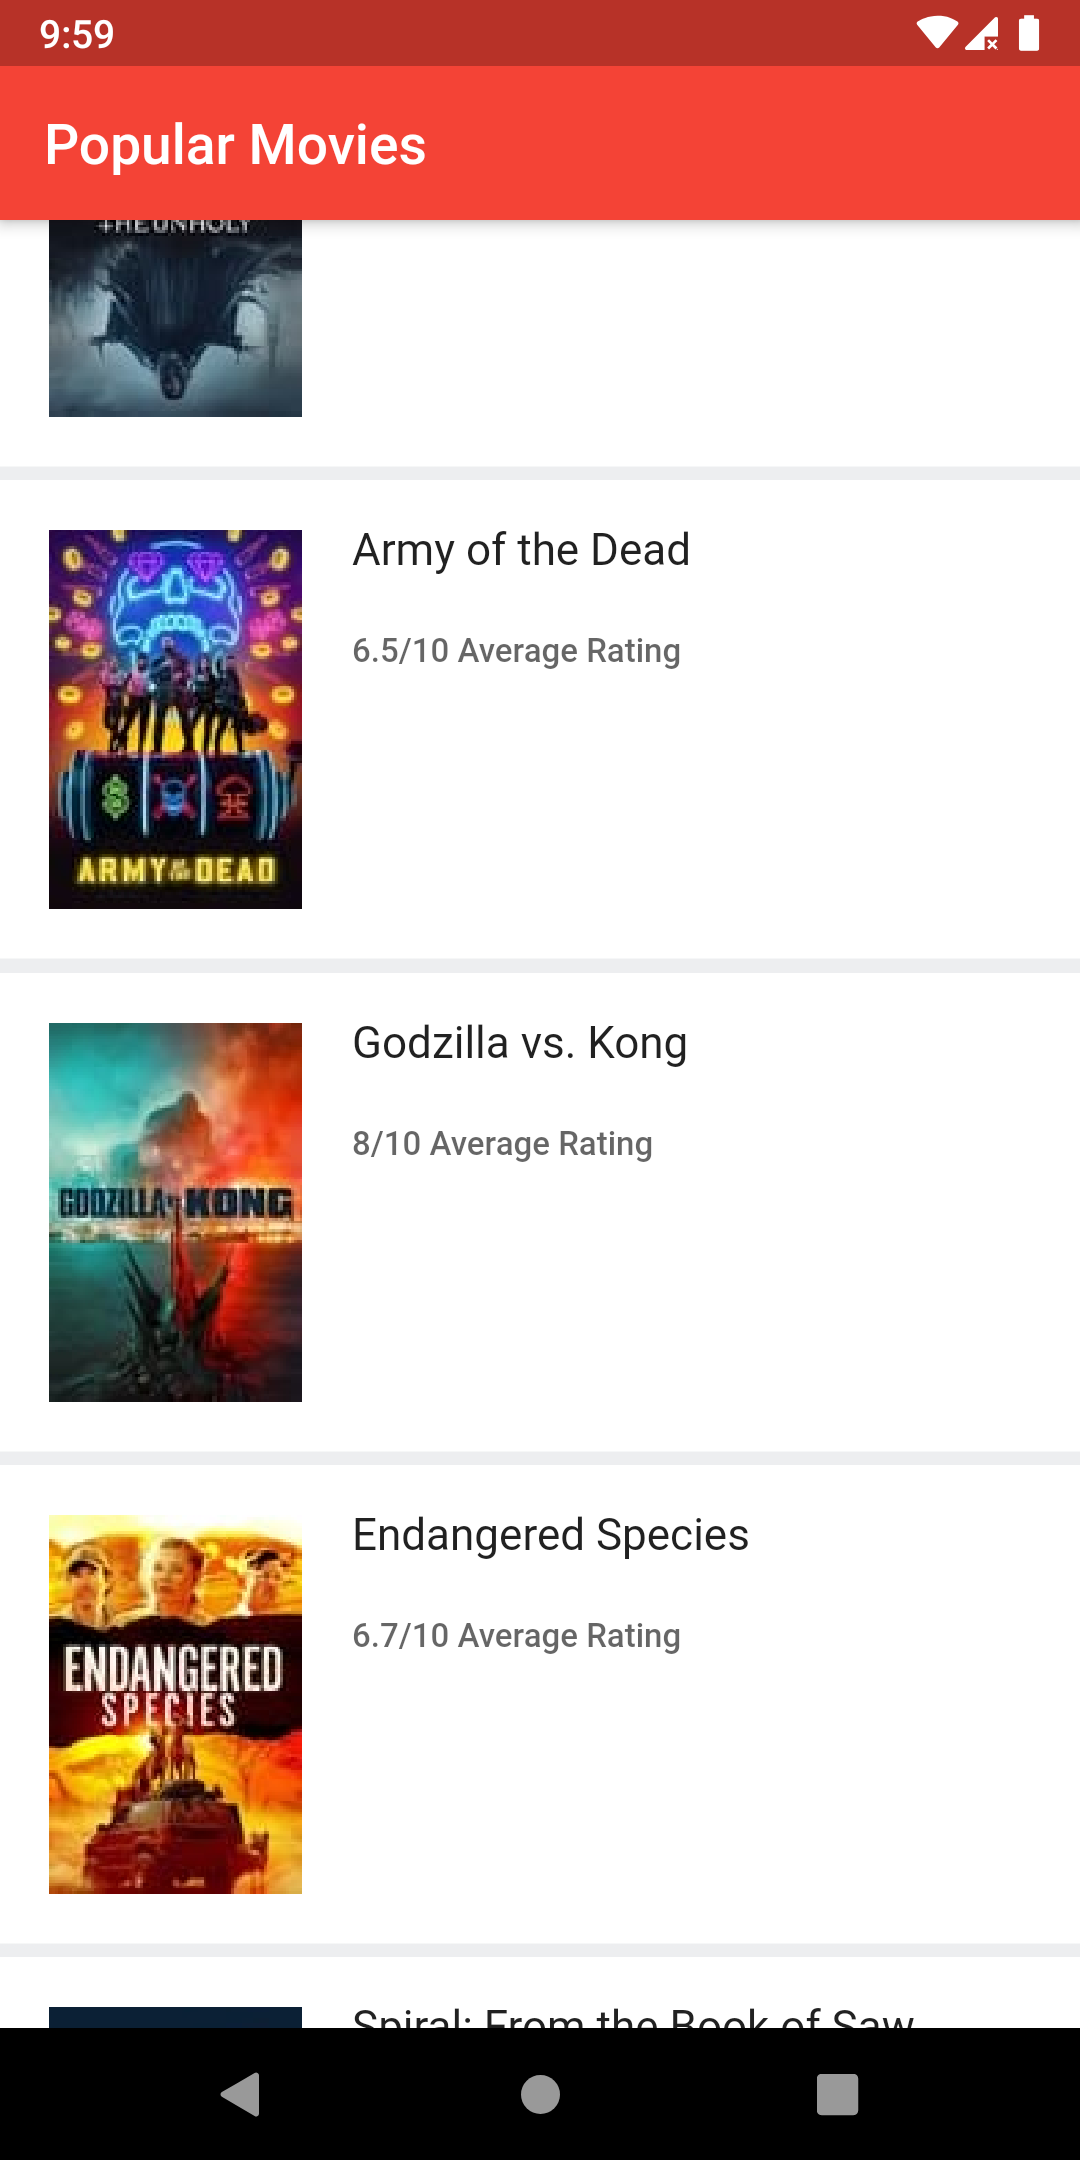 9:59
Popular Movies
THE UNHOLY
Army of the Dead
6.5/10 Average Rating
ARMY OF THE DEAD
Godzilla vs. Kong
8/10 Average Rating
GODZILLA VS KONG
Endangered Species
6.7/10 Average Rating
ENDANGERED
SPECIES
Spiral: From the Book of Saw